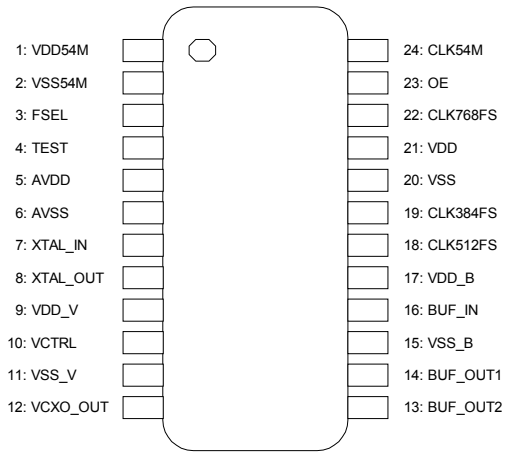 1: VDD54M
2: VSS54M
3: FSEL
4: TEST
5: AVDD
6: AVSS
7: XTAL_IN
8: XTAL_OUT
9: VDD_V
10: VCTRL
11: VSS_V
12: VCXO_OUT
24: CLK54M
23: OE
22: CLK768FS
21: VDD
20: VSS
19: CLK384FS
18: CLK512FS
17: VDD_B
16: BUF_IN
15: VSS_B
14: BUF_OUT1
13: BUF_OUT2